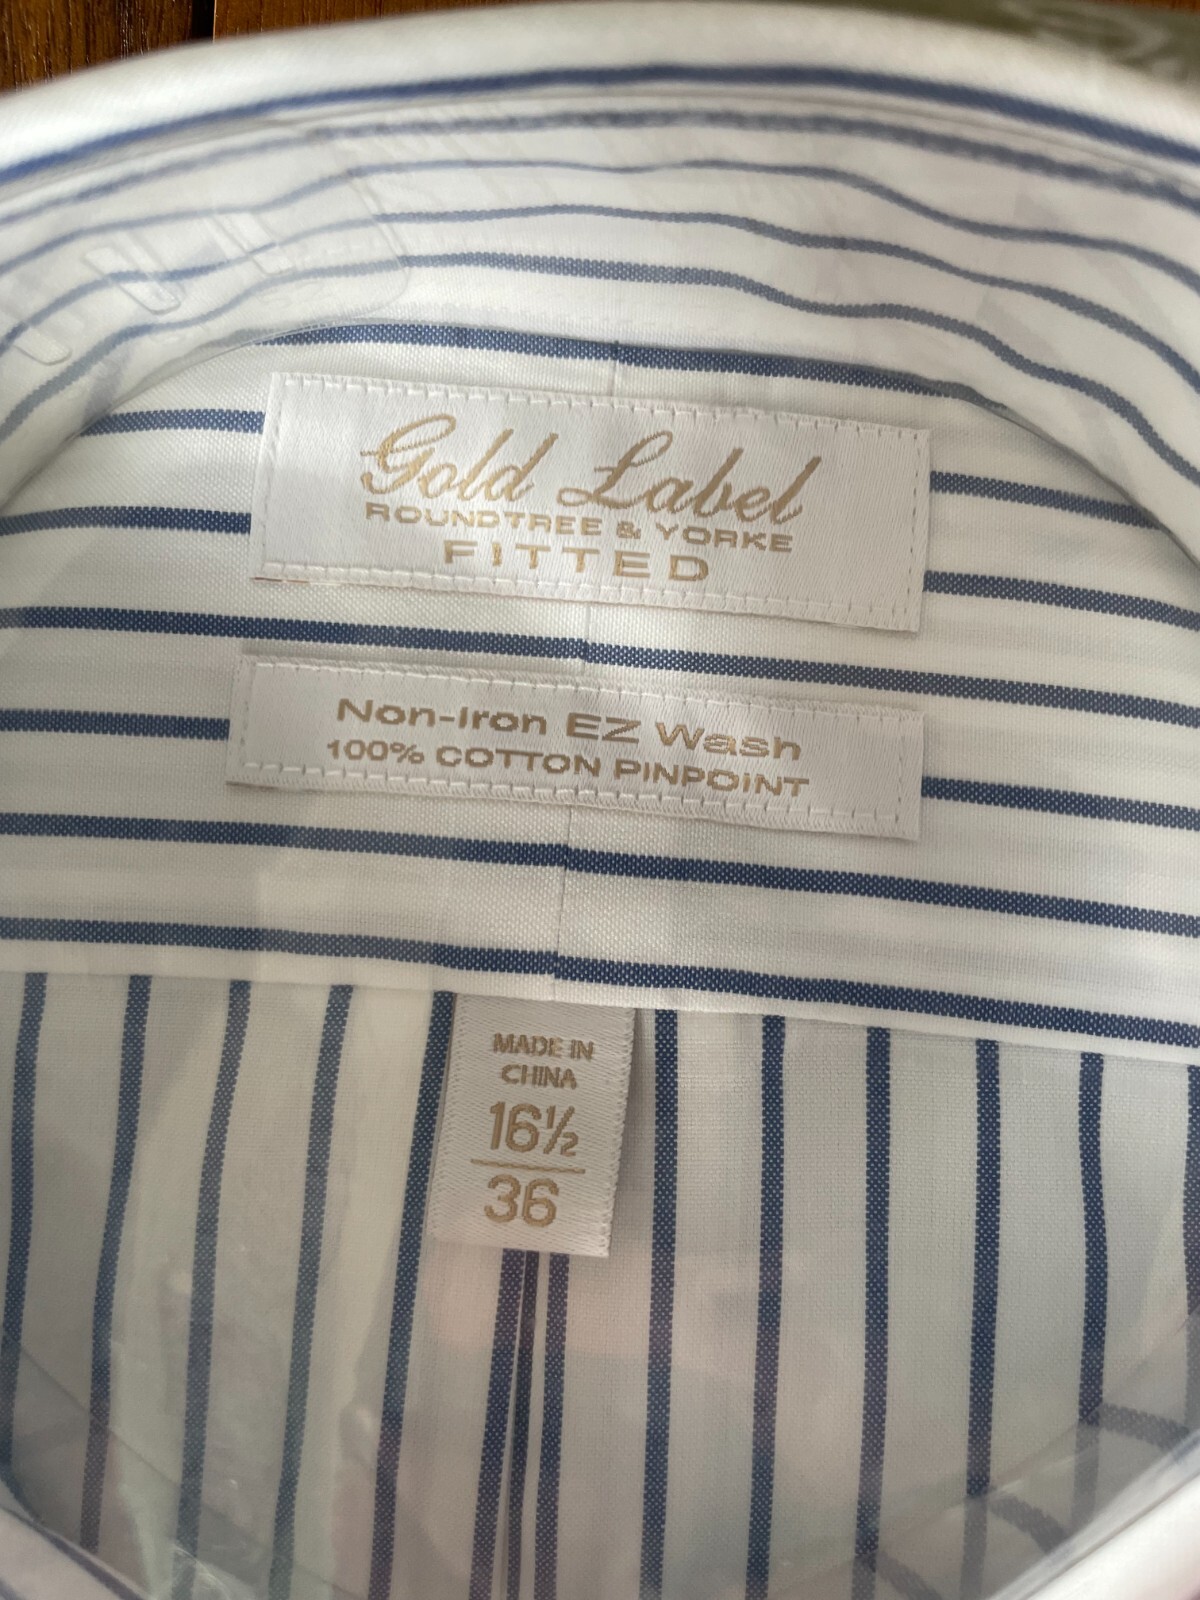 Gold Label
ROUNDTREE & YORKE
FITTED
Non-Iron EZ Wash
100% COTTON PINPOINT
MADE IN
CHINA
16½
36